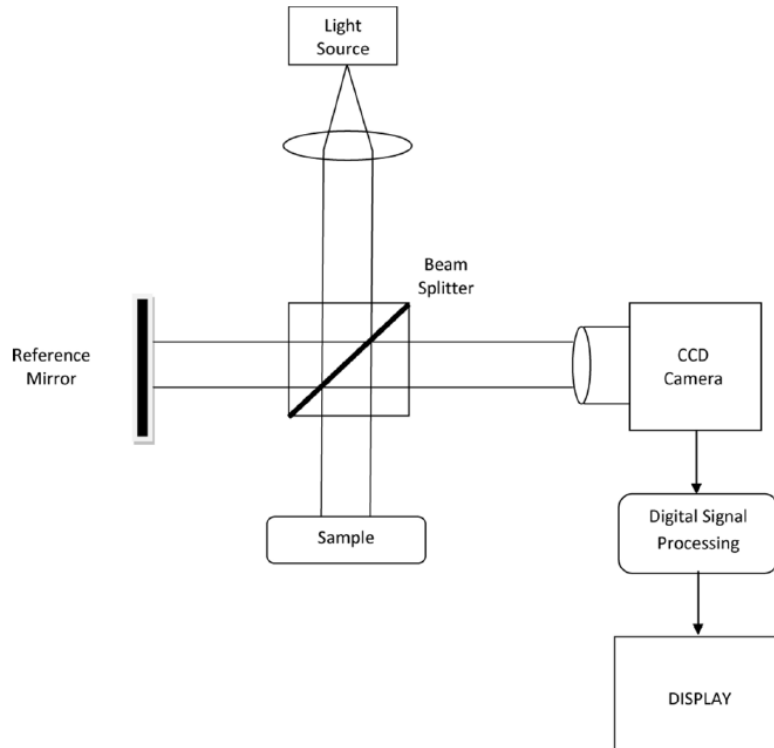 Light
Source
Beam
Splitter
Reference
Mirror
CCD
Camera
Sample
Digital Signal
Processing
DISPLAY